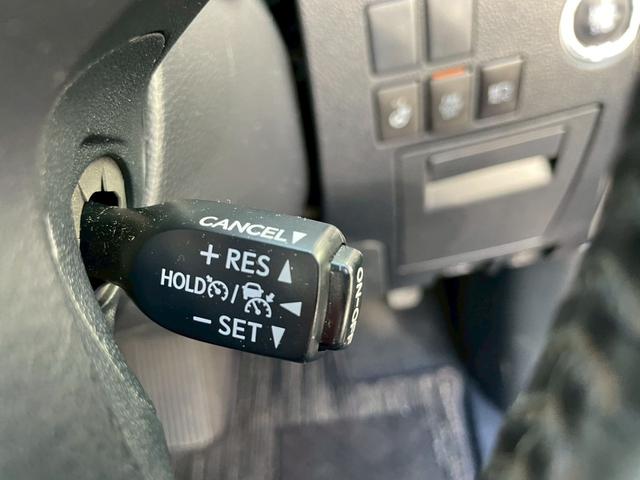 CANCEL▼
+ RES ▲
HOLD / ◀
– SET ▼
ON-OFF